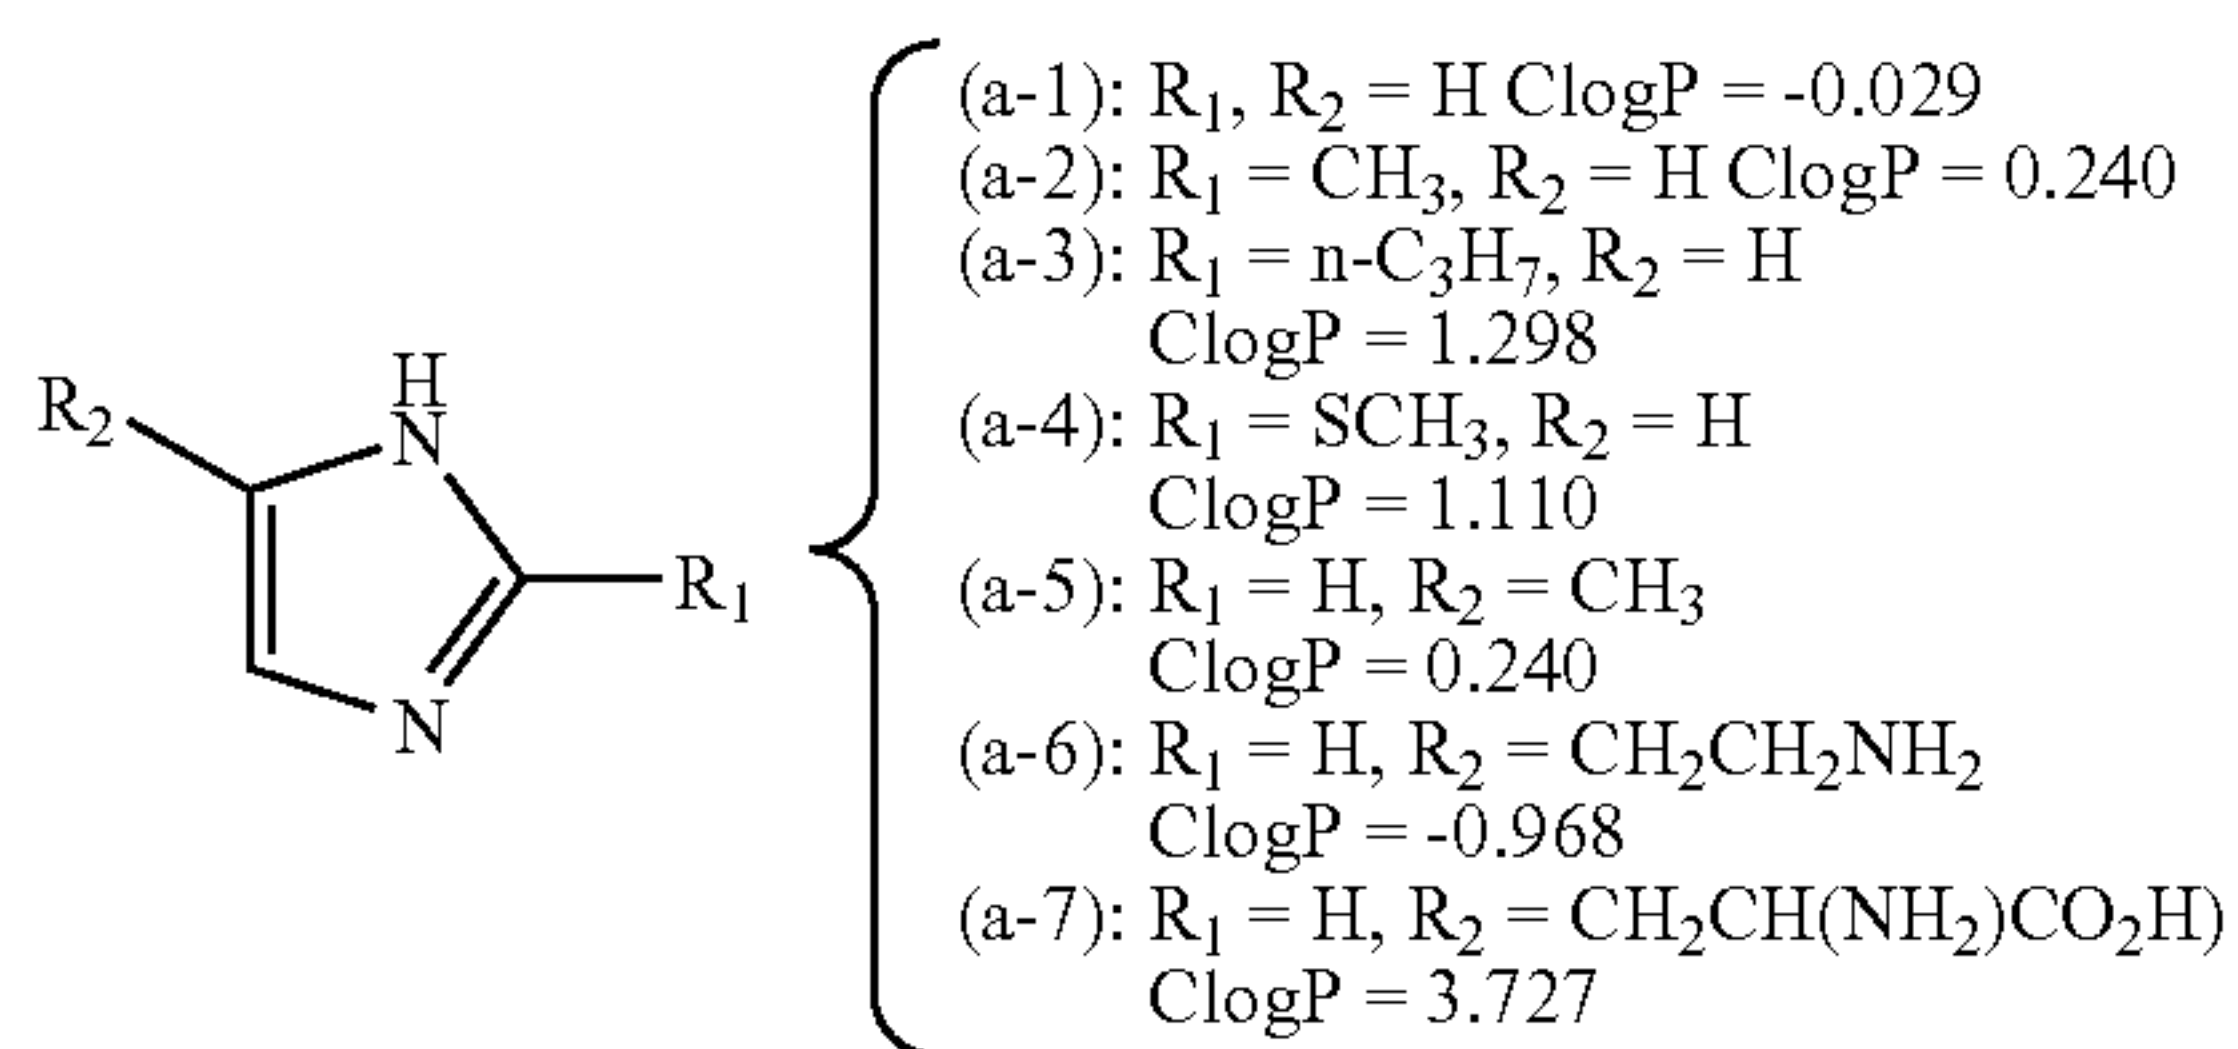 R₂
H
N
N
R₁
(a-1): R₁, R₂ = H ClogP = -0.029
(a-2): R₁ = CH₃, R₂ = H ClogP = 0.240
(a-3): R₁ = n-C₃H₇, R₂ = H
ClogP = 1.298
(a-4): R₁ = SCH₃, R₂ = H
ClogP = 1.110
(a-5): R₁ = H, R₂ = CH₃
ClogP = 0.240
(a-6): R₁ = H, R₂ = CH₂CH₂NH₂
ClogP = -0.968
(a-7): R₁ = H, R₂ = CH₂CH(NH₂)CO₂H)
ClogP = 3.727